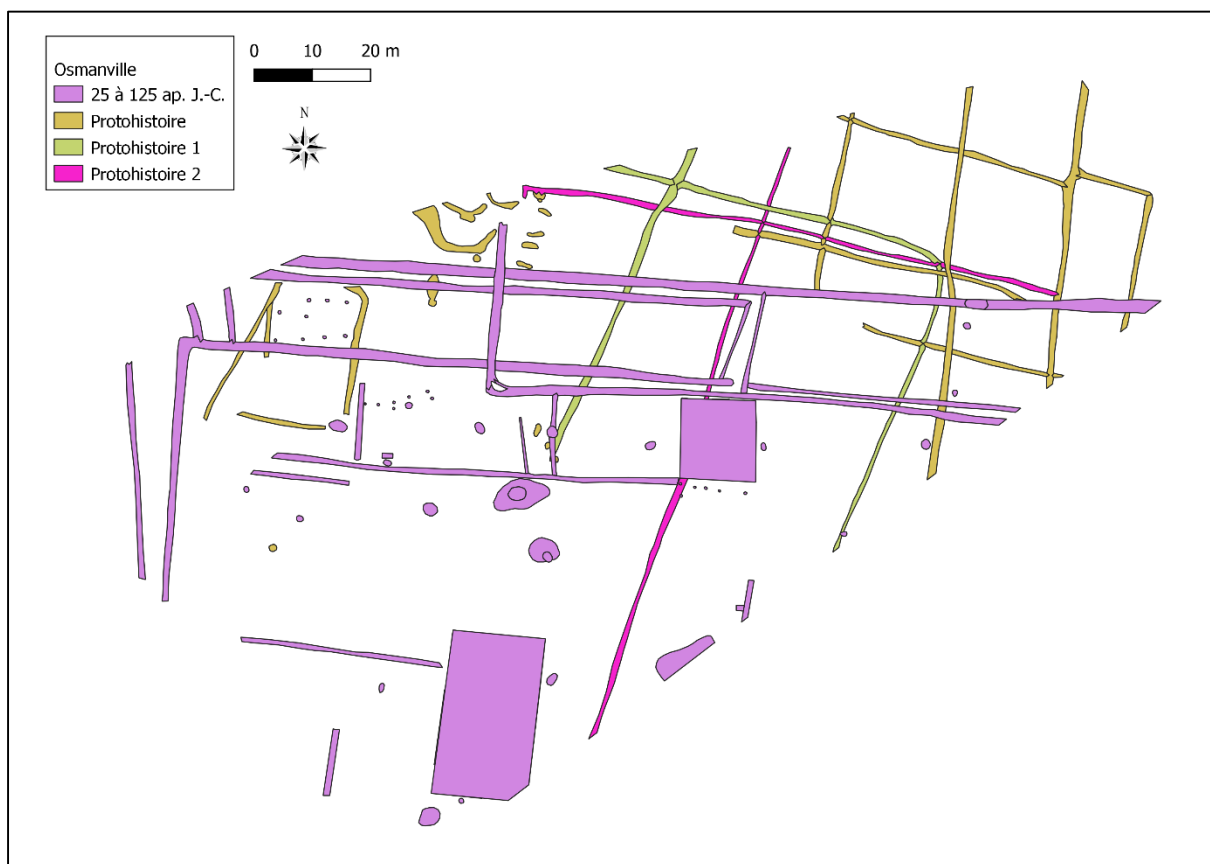 Osmanville
25 à 125 ap. J.-C.
Protohistoire
Protohistoire 1
Protohistoire 2
0 10 20 m
N